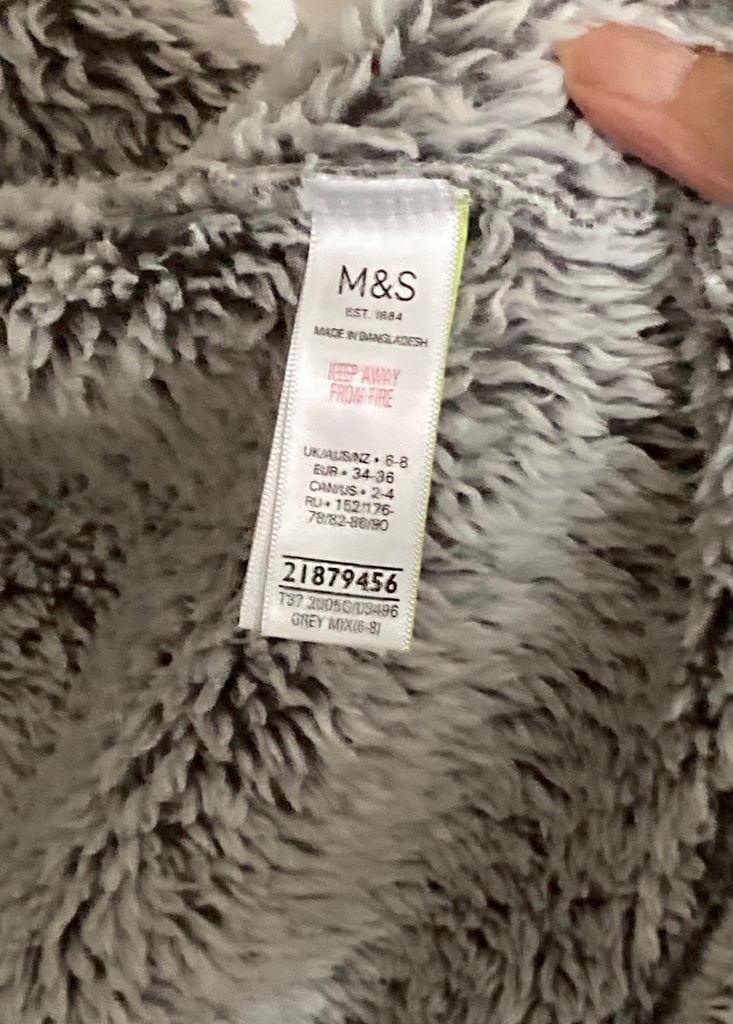 M&S
EST. 1884
MADE IN BANGLADESH
KEEP AWAY
FROM FIRE
UK/AUS/NZ • 6-8
EUR • 34-36
CAN/US • 2-4
RU • 152/176-
78/82-86/90
21879456
T37 2005G/03496
GREY MIX(6-8)